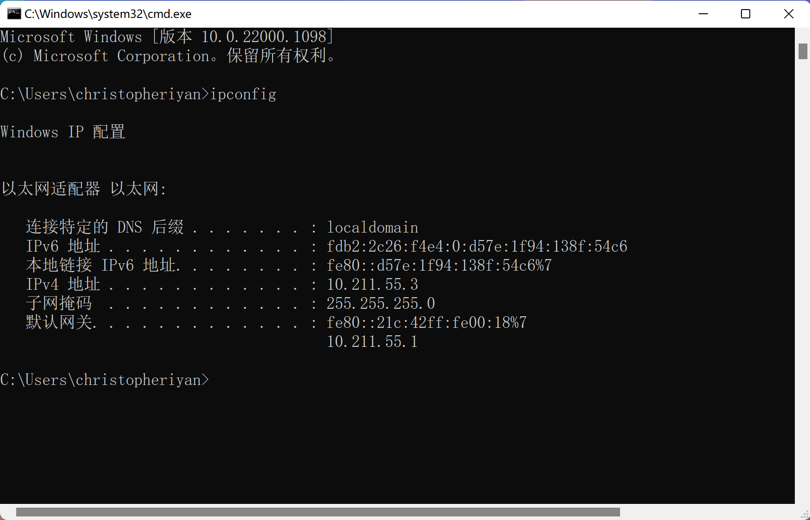 C:\Windows\system32\cmd.exe
Microsoft Windows [版本 10.0.22000.1098]
(c) Microsoft Corporation。保留所有权利。
C:\Users\christopheriyan>ipconfig
Windows IP 配置
以太网适配器 以太网:
连接特定的 DNS 后缀 . . . . . . . : localdomain
IPv6 地址 . . . . . . . . . . . . : fdb2:2c26:f4e4:0:d57e:1f94:138f:54c6
本地链接 IPv6 地址. . . . . . . . : fe80::d57e:1f94:138f:54c6%7
IPv4 地址 . . . . . . . . . . . . : 10.211.55.3
子网掩码  . . . . . . . . . . . . : 255.255.255.0
默认网关. . . . . . . . . . . . . : fe80::21c:42ff:fe00:18%7
10.211.55.1
C:\Users\christopheriyan>